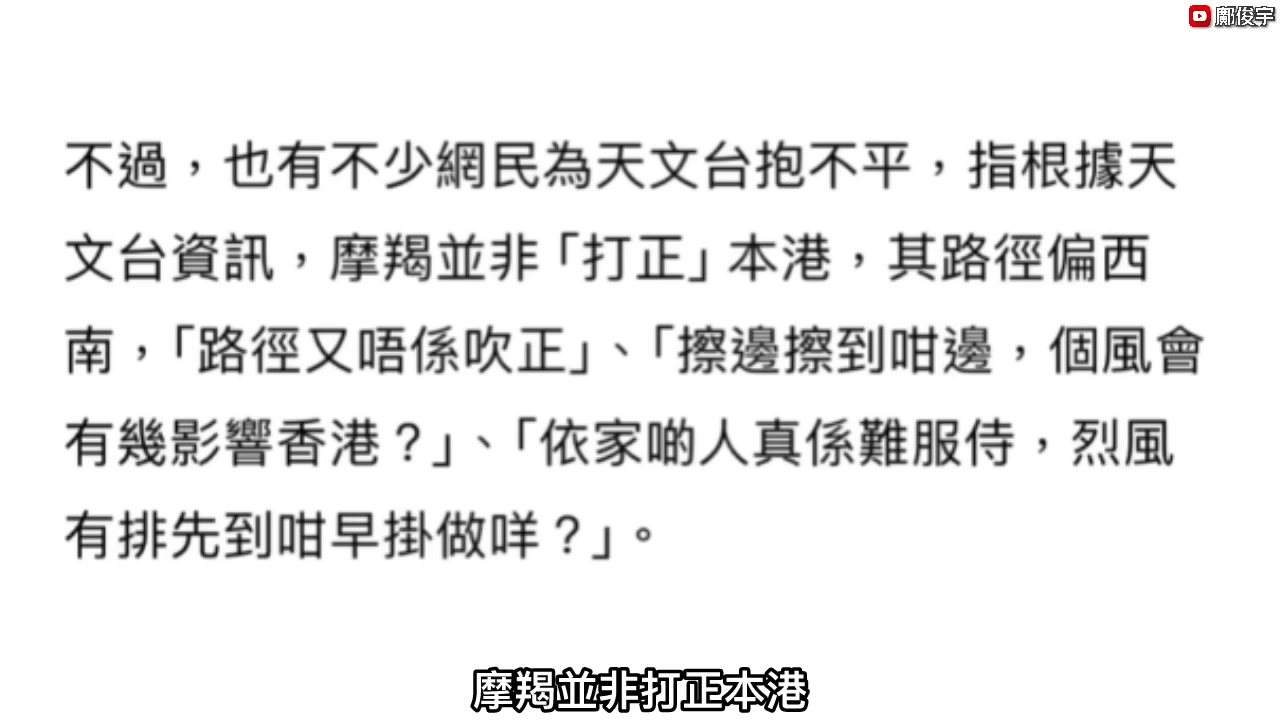 鄺俊宇
不過，也有不少網民為天文台抱不平，指根據天
文台資訊，摩羯並非「打正」本港，其路徑偏西
南，「路徑又唔係吹正」、「擦邊擦到咁邊，個風會
有幾影響香港？」、「依家啲人真係難服侍，烈風
有排先到咁早掛做咩？」。
摩羯並非打正本港